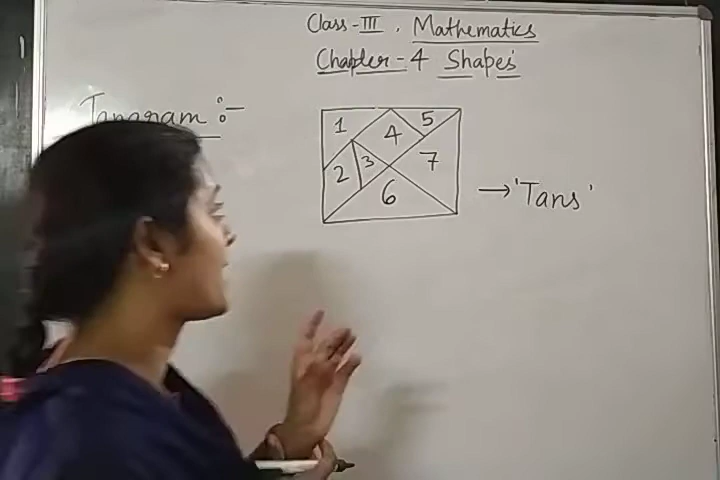 Class-III, Mathematics
Chapter-4 Shapes
Tangram :-
1
5
4
2
3
7
6
→ 'Tans'